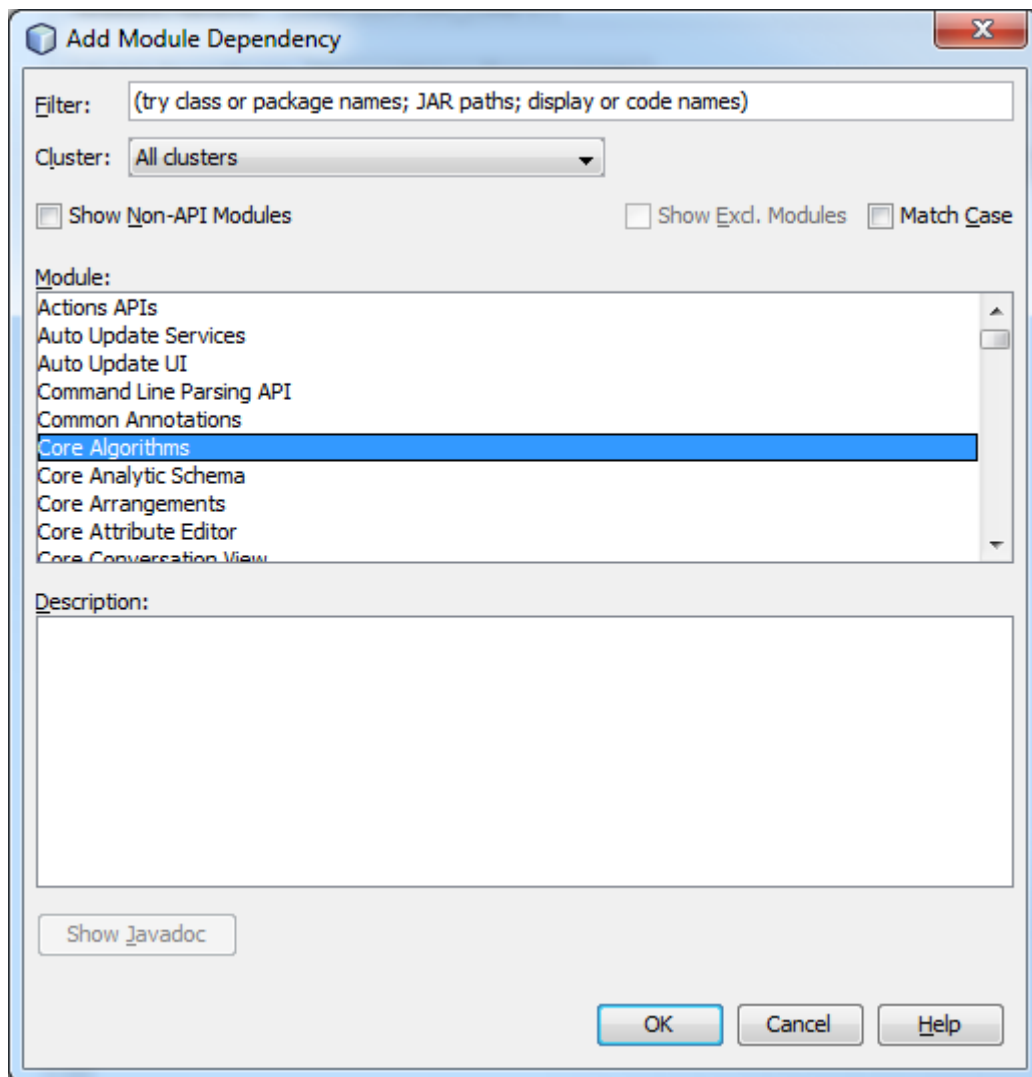 Add Module Dependency
Filter: (try class or package names; JAR paths; display or code names)
Cluster: All clusters
Show Non-API Modules Show Excl. Modules Match Case
Module:
Actions APIs
Auto Update Services
Auto Update UI
Command Line Parsing API
Common Annotations
Core Algorithms
Core Analytic Schema
Core Arrangements
Core Attribute Editor
Core Conversation View
Description:
Show Javadoc
OK Cancel Help